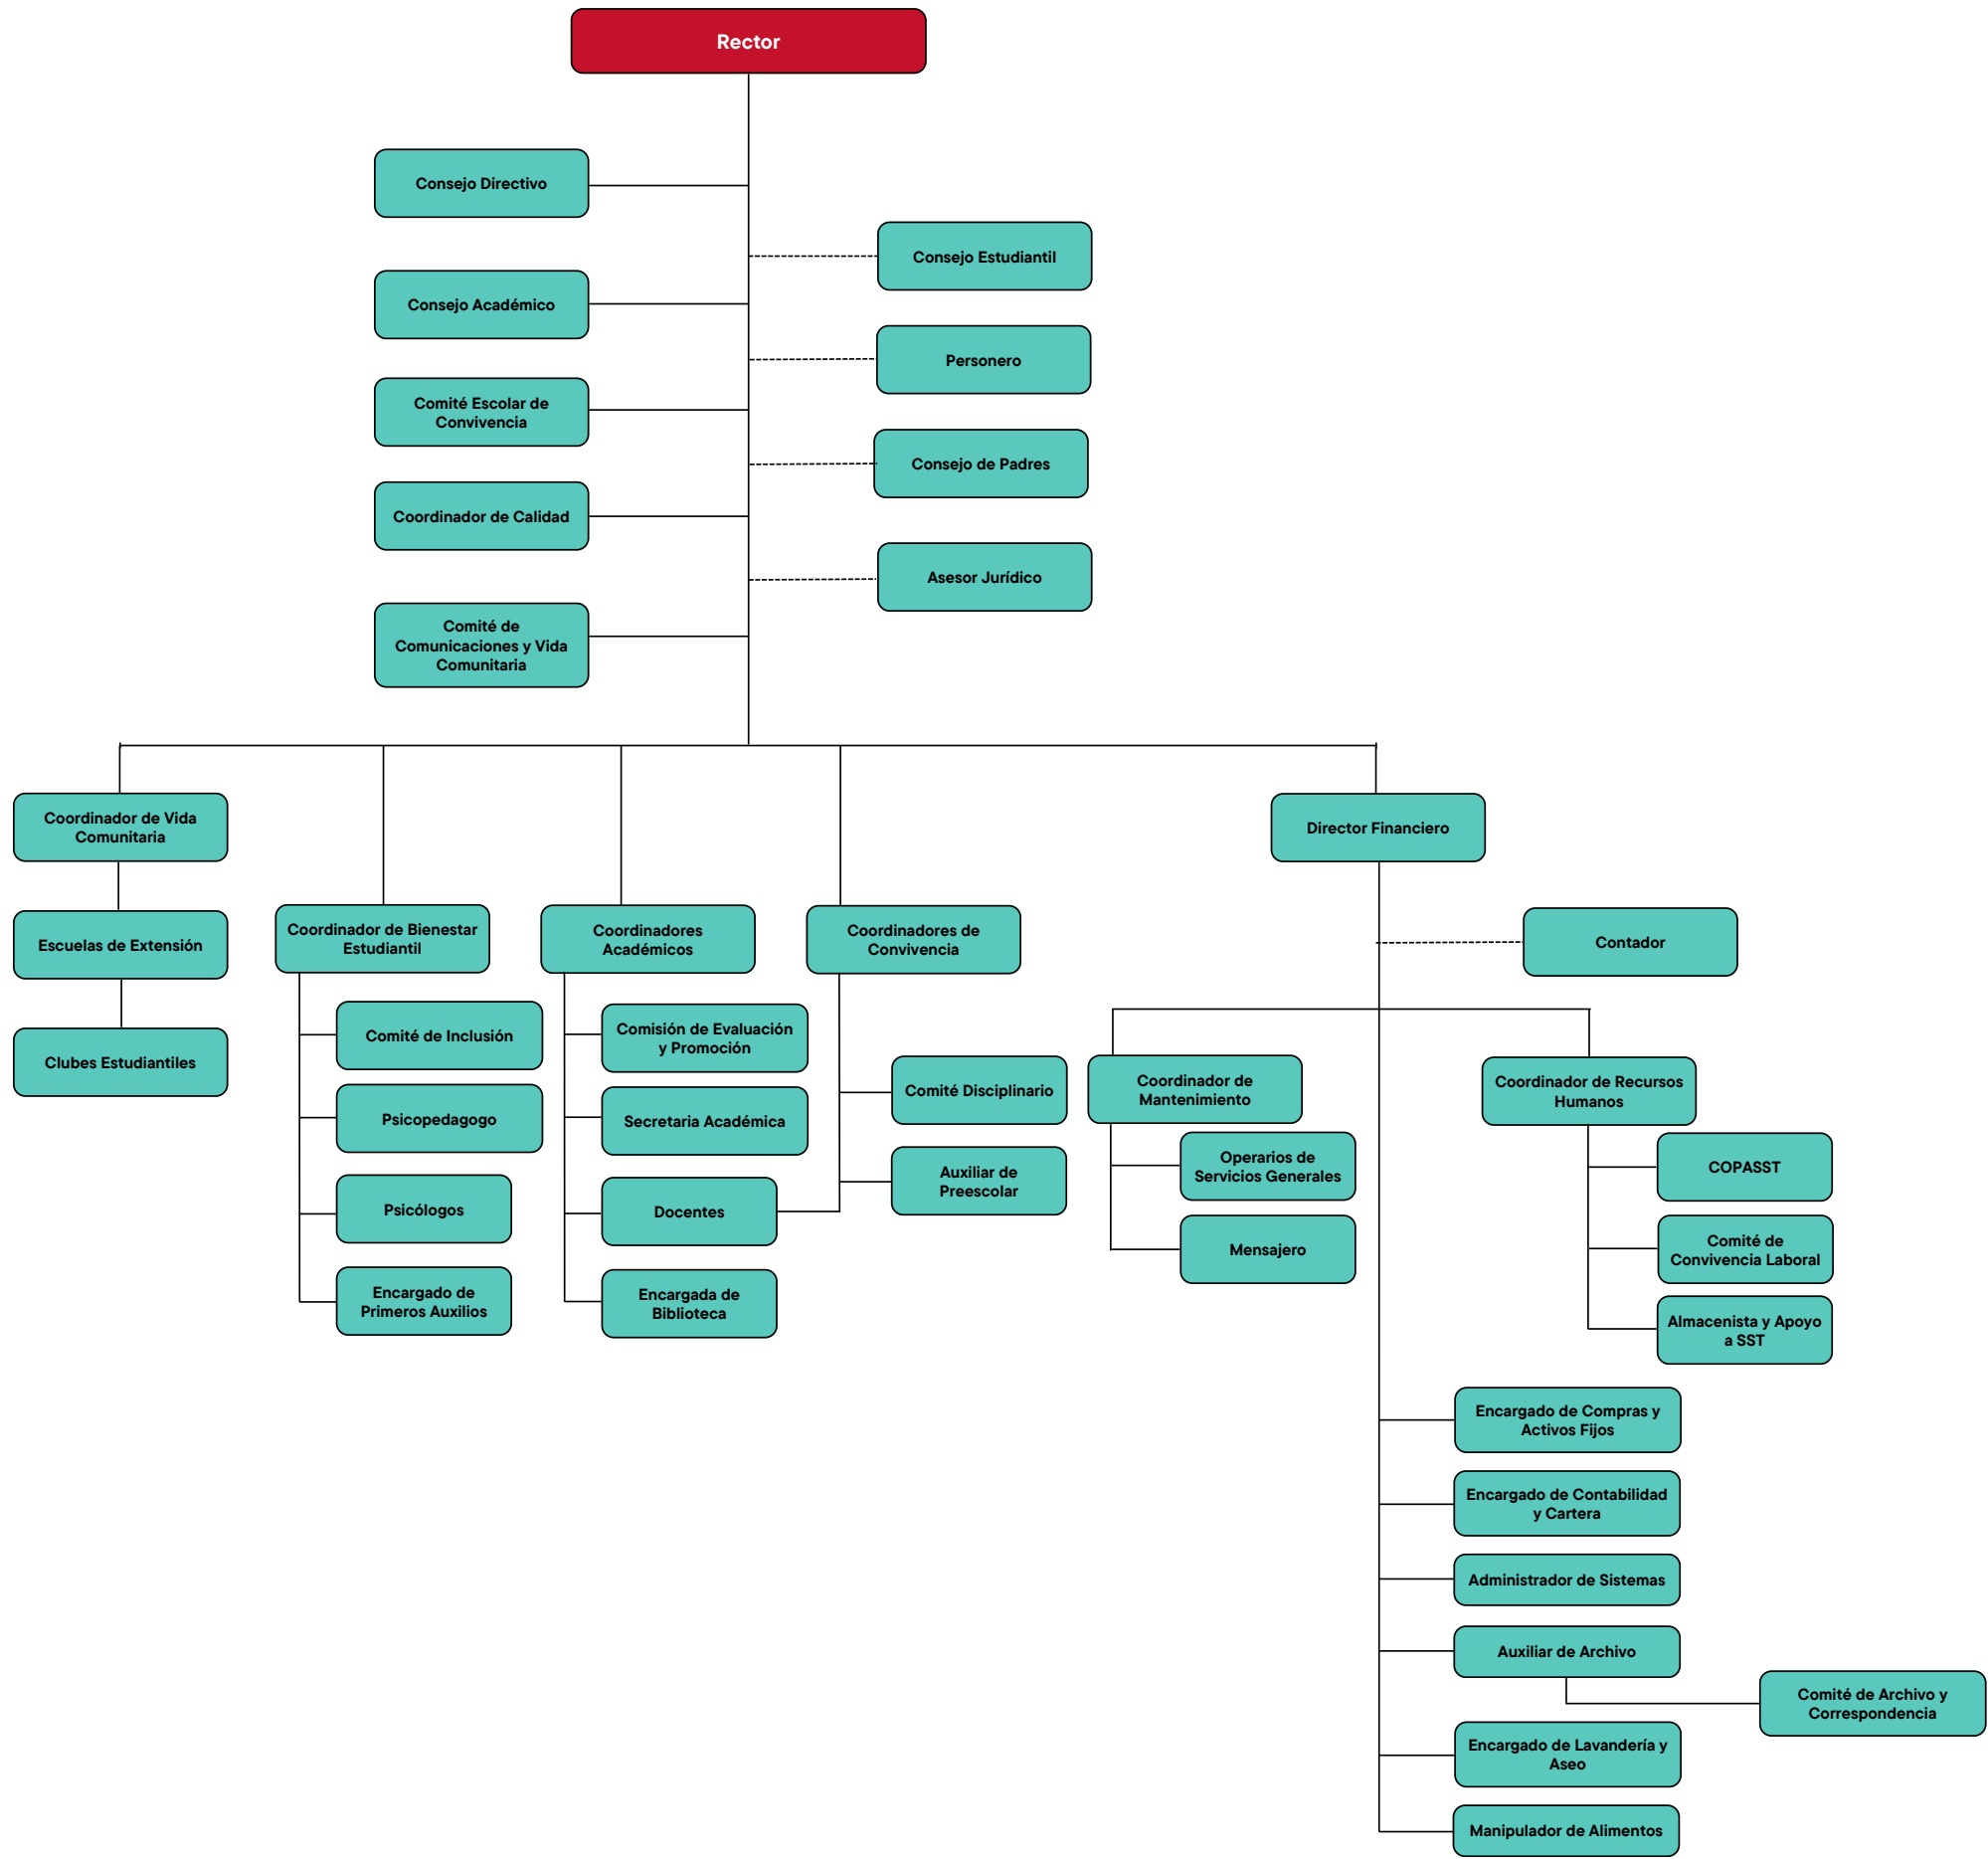 Rector
Consejo Directivo
Consejo Estudiantil
Consejo Académico
Personero
Comité Escolar de
Convivencia
Consejo de Padres
Coordinador de Calidad
Asesor Jurídico
Comité de
Comunicaciones y Vida
Comunitaria
Coordinador de Vida
Comunitaria
Escuelas de Extensión
Clubes Estudiantiles
Coordinador de Bienestar
Estudiantil
Comité de Inclusión
Psicopedagogo
Psicólogos
Encargado de
Primeros Auxilios
Coordinadores
Académicos
Comisión de Evaluación
y Promoción
Secretaria Académica
Docentes
Encargada de
Biblioteca
Coordinadores de
Convivencia
Comité Disciplinario
Auxiliar de
Preescolar
Director Financiero
Contador
Coordinador de
Mantenimiento
Operarios de
Servicios Generales
Mensajero
Coordinador de Recursos
Humanos
COPASST
Comité de
Convivencia Laboral
Almacenista y Apoyo
a SST
Encargado de Compras y
Activos Fijos
Encargado de Contabilidad
y Cartera
Administrador de Sistemas
Auxiliar de Archivo
Comité de Archivo y
Correspondencia
Encargado de Lavandería y
Aseo
Manipulador de Alimentos